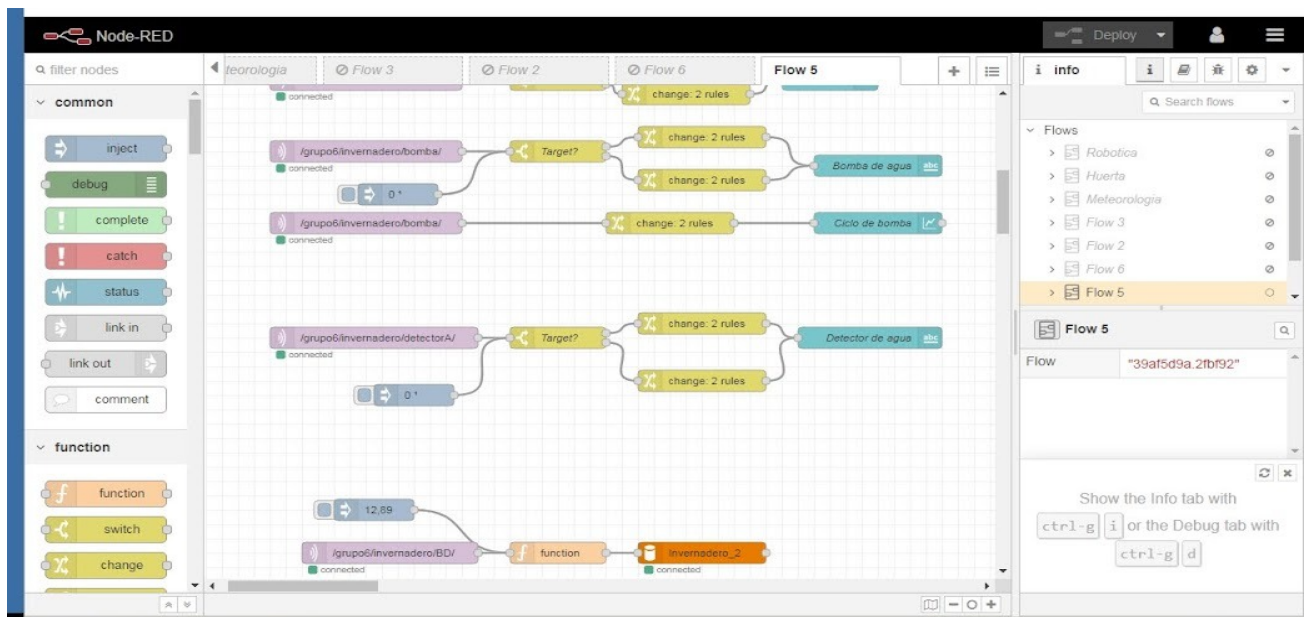 Node-RED
Deploy
filter nodes
teorologia
Flow 3
Flow 2
Flow 6
Flow 5
info
Search flows
common
inject
debug
complete
catch
status
link in
link out
comment
function
function
switch
change
connected
change: 2 rules
/grupo6/invernadero/bomba/
connected
0 *
Target?
change: 2 rules
change: 2 rules
Bomba de agua
abc
/grupo6/invernadero/bomba/
connected
change: 2 rules
Ciclo de bomba
/grupo6/invernadero/detectorA/
connected
0 *
Target?
change: 2 rules
change: 2 rules
Detector de agua
abc
12,89
/grupo6/invernadero/BD/
connected
function
Invernadero_2
connected
Flows
Robotica
Huerta
Meteorologia
Flow 3
Flow 2
Flow 6
Flow 5
Flow 5
Flow
"39af5d9a.2fbf92"
Show the Info tab with
ctrl-g i or the Debug tab with
ctrl-g d